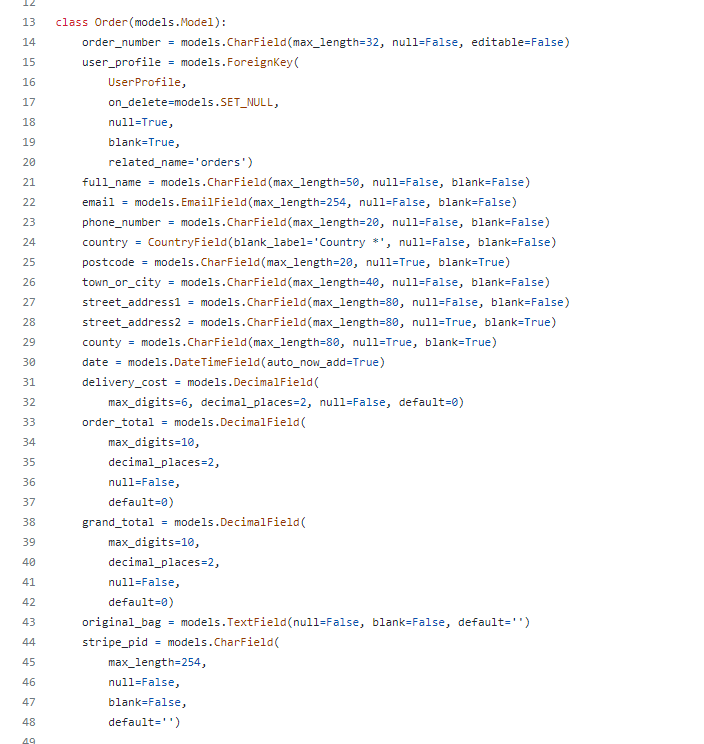 12
13 class Order(models.Model):
14     order_number = models.CharField(max_length=32, null=False, editable=False)
15     user_profile = models.ForeignKey(
16         UserProfile,
17         on_delete=models.SET_NULL,
18         null=True,
19         blank=True,
20         related_name='orders')
21     full_name = models.CharField(max_length=50, null=False, blank=False)
22     email = models.EmailField(max_length=254, null=False, blank=False)
23     phone_number = models.CharField(max_length=20, null=False, blank=False)
24     country = CountryField(blank_label='Country *', null=False, blank=False)
25     postcode = models.CharField(max_length=20, null=True, blank=True)
26     town_or_city = models.CharField(max_length=40, null=False, blank=False)
27     street_address1 = models.CharField(max_length=80, null=False, blank=False)
28     street_address2 = models.CharField(max_length=80, null=True, blank=True)
29     county = models.CharField(max_length=80, null=True, blank=True)
30     date = models.DateTimeField(auto_now_add=True)
31     delivery_cost = models.DecimalField(
32         max_digits=6, decimal_places=2, null=False, default=0)
33     order_total = models.DecimalField(
34         max_digits=10,
35         decimal_places=2,
36         null=False,
37         default=0)
38     grand_total = models.DecimalField(
39         max_digits=10,
40         decimal_places=2,
41         null=False,
42         default=0)
43     original_bag = models.TextField(null=False, blank=False, default='')
44     stripe_pid = models.CharField(
45         max_length=254,
46         null=False,
47         blank=False,
48         default='')
49